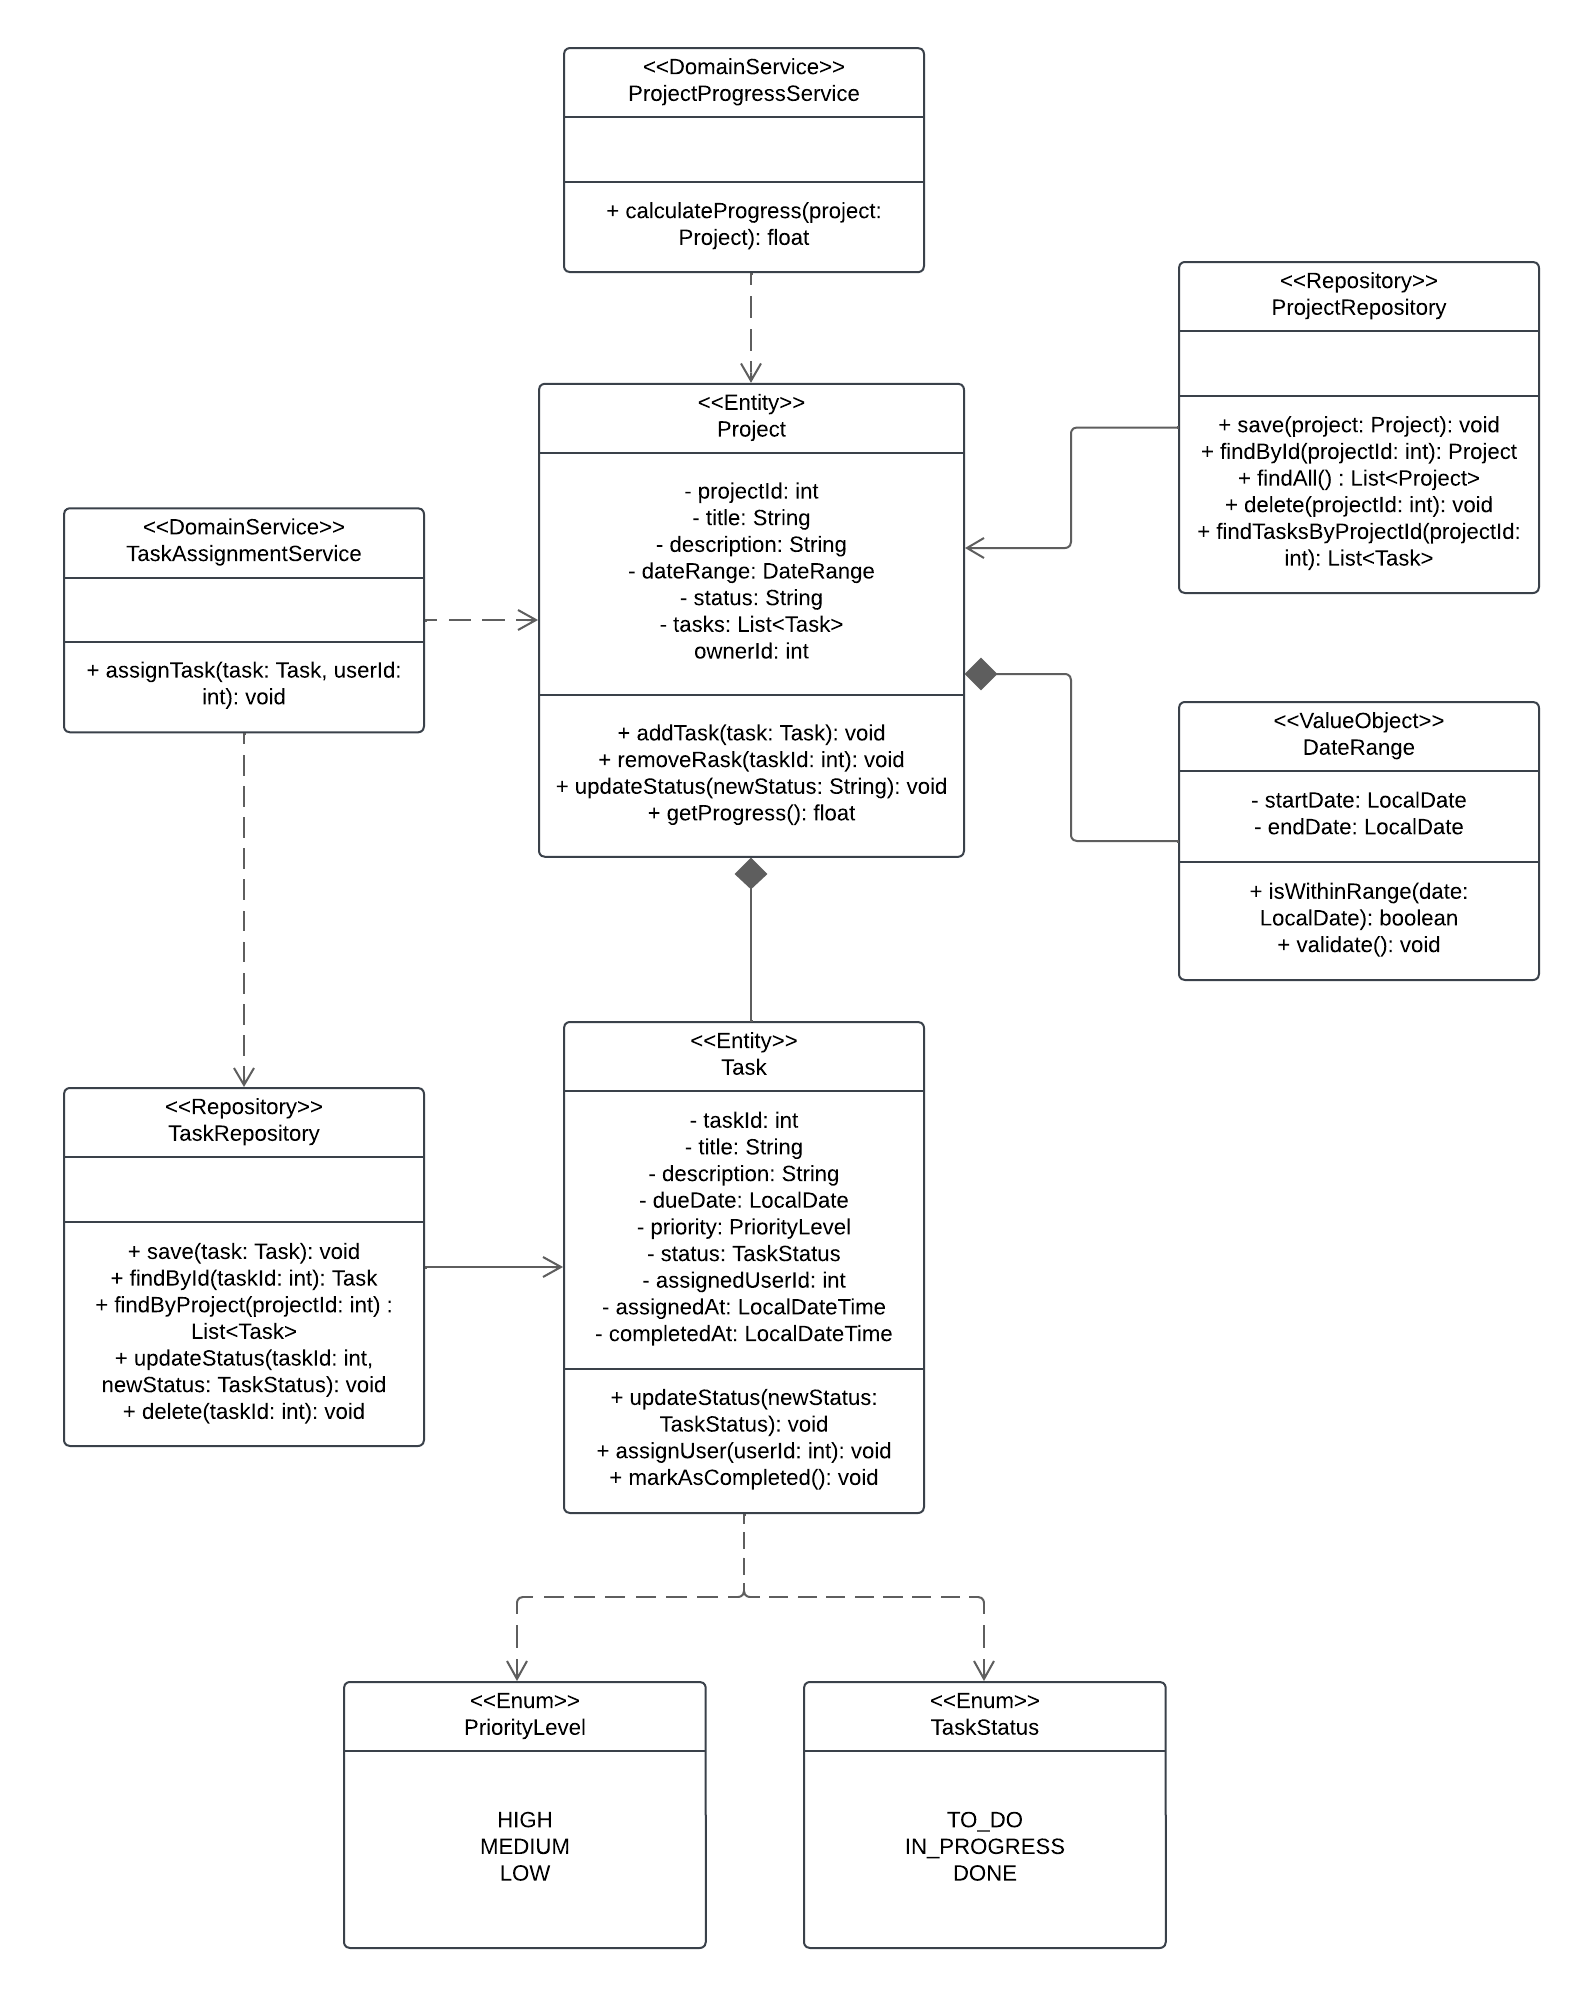 <<DomainService>>
ProjectProgressService
+ calculateProgress(project:
Project): float
<<Repository>>
ProjectRepository
+ save(project: Project): void
+ findById(projectId: int): Project
+ findAll() : List<Project>
+ delete(projectId: int): void
+ findTasksByProjectId(projectId:
int): List<Task>
<<Entity>>
Project
- projectId: int
- title: String
- description: String
- dateRange: DateRange
- status: String
- tasks: List<Task>
ownerId: int
+ addTask(task: Task): void
+ removeRask(taskId: int): void
+ updateStatus(newStatus: String): void
+ getProgress(): float
<<DomainService>>
TaskAssignmentService
+ assignTask(task: Task, userId:
int): void
<<ValueObject>>
DateRange
- startDate: LocalDate
- endDate: LocalDate
+ isWithinRange(date:
LocalDate): boolean
+ validate(): void
<<Entity>>
Task
- taskId: int
- title: String
- description: String
- dueDate: LocalDate
- priority: PriorityLevel
- status: TaskStatus
- assignedUserId: int
- assignedAt: LocalDateTime
- completedAt: LocalDateTime
+ updateStatus(newStatus:
TaskStatus): void
+ assignUser(userId: int): void
+ markAsCompleted(): void
<<Repository>>
TaskRepository
+ save(task: Task): void
+ findById(taskId: int): Task
+ findByProject(projectId: int) :
List<Task>
+ updateStatus(taskId: int,
newStatus: TaskStatus): void
+ delete(taskId: int): void
<<Enum>>
PriorityLevel
HIGH
MEDIUM
LOW
<<Enum>>
TaskStatus
TO_DO
IN_PROGRESS
DONE